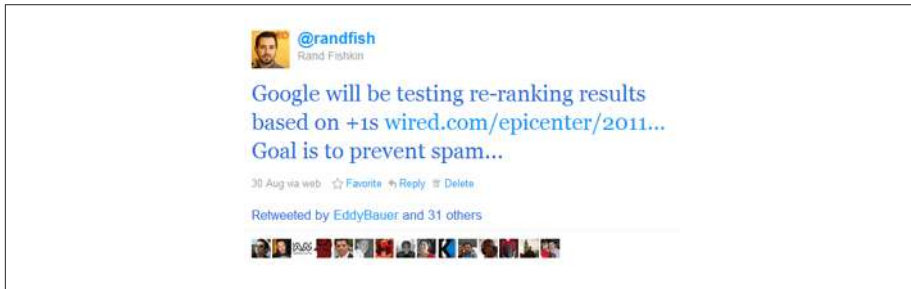 @randfish
Rand Fishkin
Google will be testing re-ranking results
based on +1s wired.com/epicenter/2011...
Goal is to prevent spam...
30 Aug via web Favorite Reply Delete
Retweeted by EddyBauer and 31 others